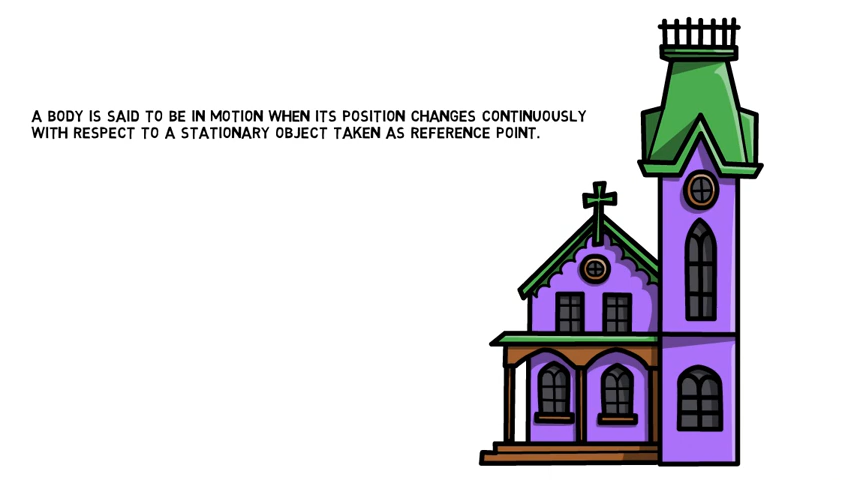 A BODY IS SAID TO BE IN MOTION WHEN ITS POSITION CHANGES CONTINUOUSLY
WITH RESPECT TO A STATIONARY OBJECT TAKEN AS REFERENCE POINT.